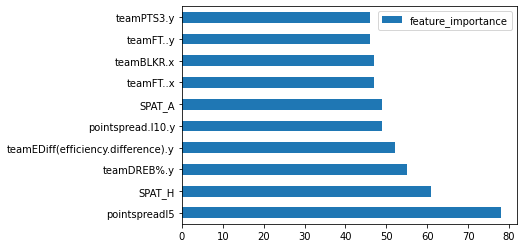 teamPTS3.y
feature_importance
teamFT..y
teamBLKR.x
teamFT..x
SPAT_A
pointspread.l10.y
teamEDiff(efficiency.difference).y
teamDREB%.y
SPAT_H
pointspreadl5
0 10 20 30 40 50 60 70 80